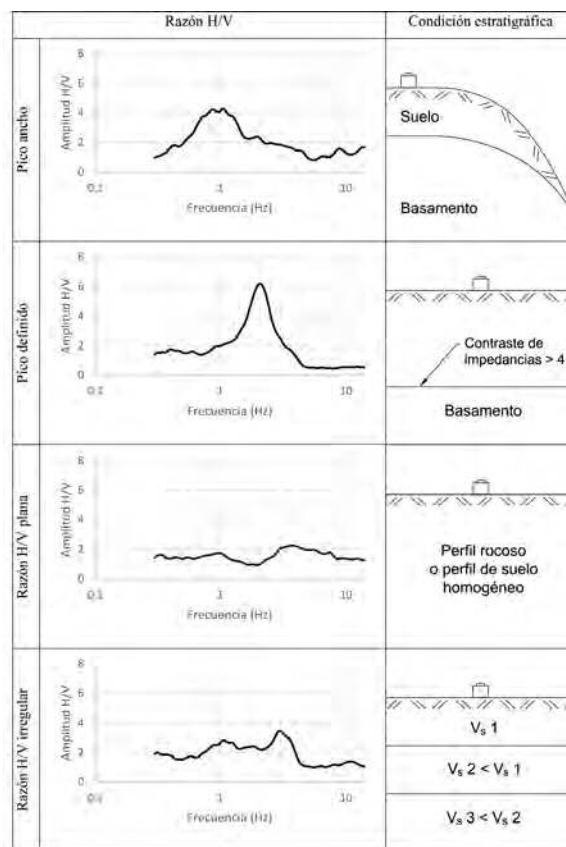 Razón H/V
Condición estratigráfica
Pico ancho
Amplitud H/V
8
6
4
2
0
0.1
1
10
Frecuencia (Hz)
Suelo
Basamento
Pico definido
Amplitud H/V
8
6
4
2
0
0.1
1
10
Frecuencia (Hz)
Contraste de
impedancias > 4
Basamento
Razón H/V plana
Amplitud H/V
8
6
4
2
0
0.1
1
10
Frecuencia (Hz)
Perfil rocoso
o perfil de suelo
homogéneo
Razón H/V irregular
Amplitud H/V
8
6
4
2
0
0.1
1
10
Frecuencia (Hz)
Vs 1
Vs 2 < Vs 1
Vs 3 < Vs 2